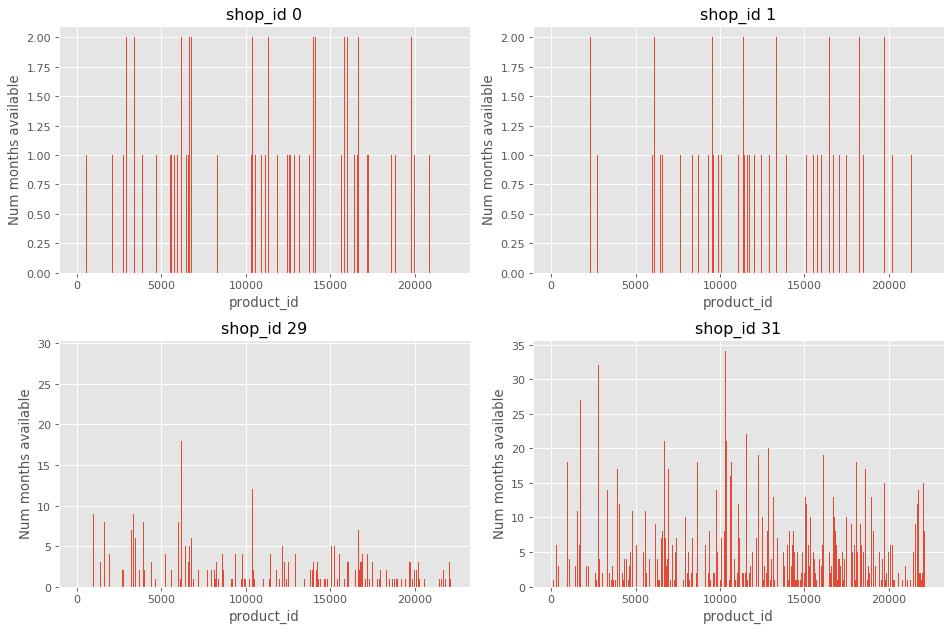 shop_id 0
2.00
1.75
1.50
1.25
1.00
0.75
0.50
0.25
0.00
Num months available
0 5000 10000 15000 20000
product_id
shop_id 1
2.00
1.75
1.50
1.25
1.00
0.75
0.50
0.25
0.00
Num months available
0 5000 10000 15000 20000
product_id
shop_id 29
30
25
20
15
10
5
0
Num months available
0 5000 10000 15000 20000
product_id
shop_id 31
35
30
25
20
15
10
5
0
Num months available
0 5000 10000 15000 20000
product_id